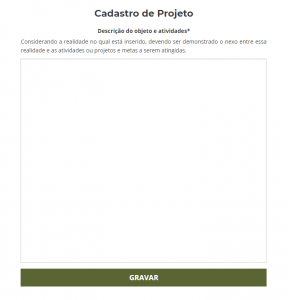 Cadastro de Projeto
Descrição do objeto e atividades*
Considerando a realidade no qual está inserido, devendo ser demonstrado o nexo entre essa
realidade e as atividades ou projetos e metas a serem atingidas.
GRAVAR